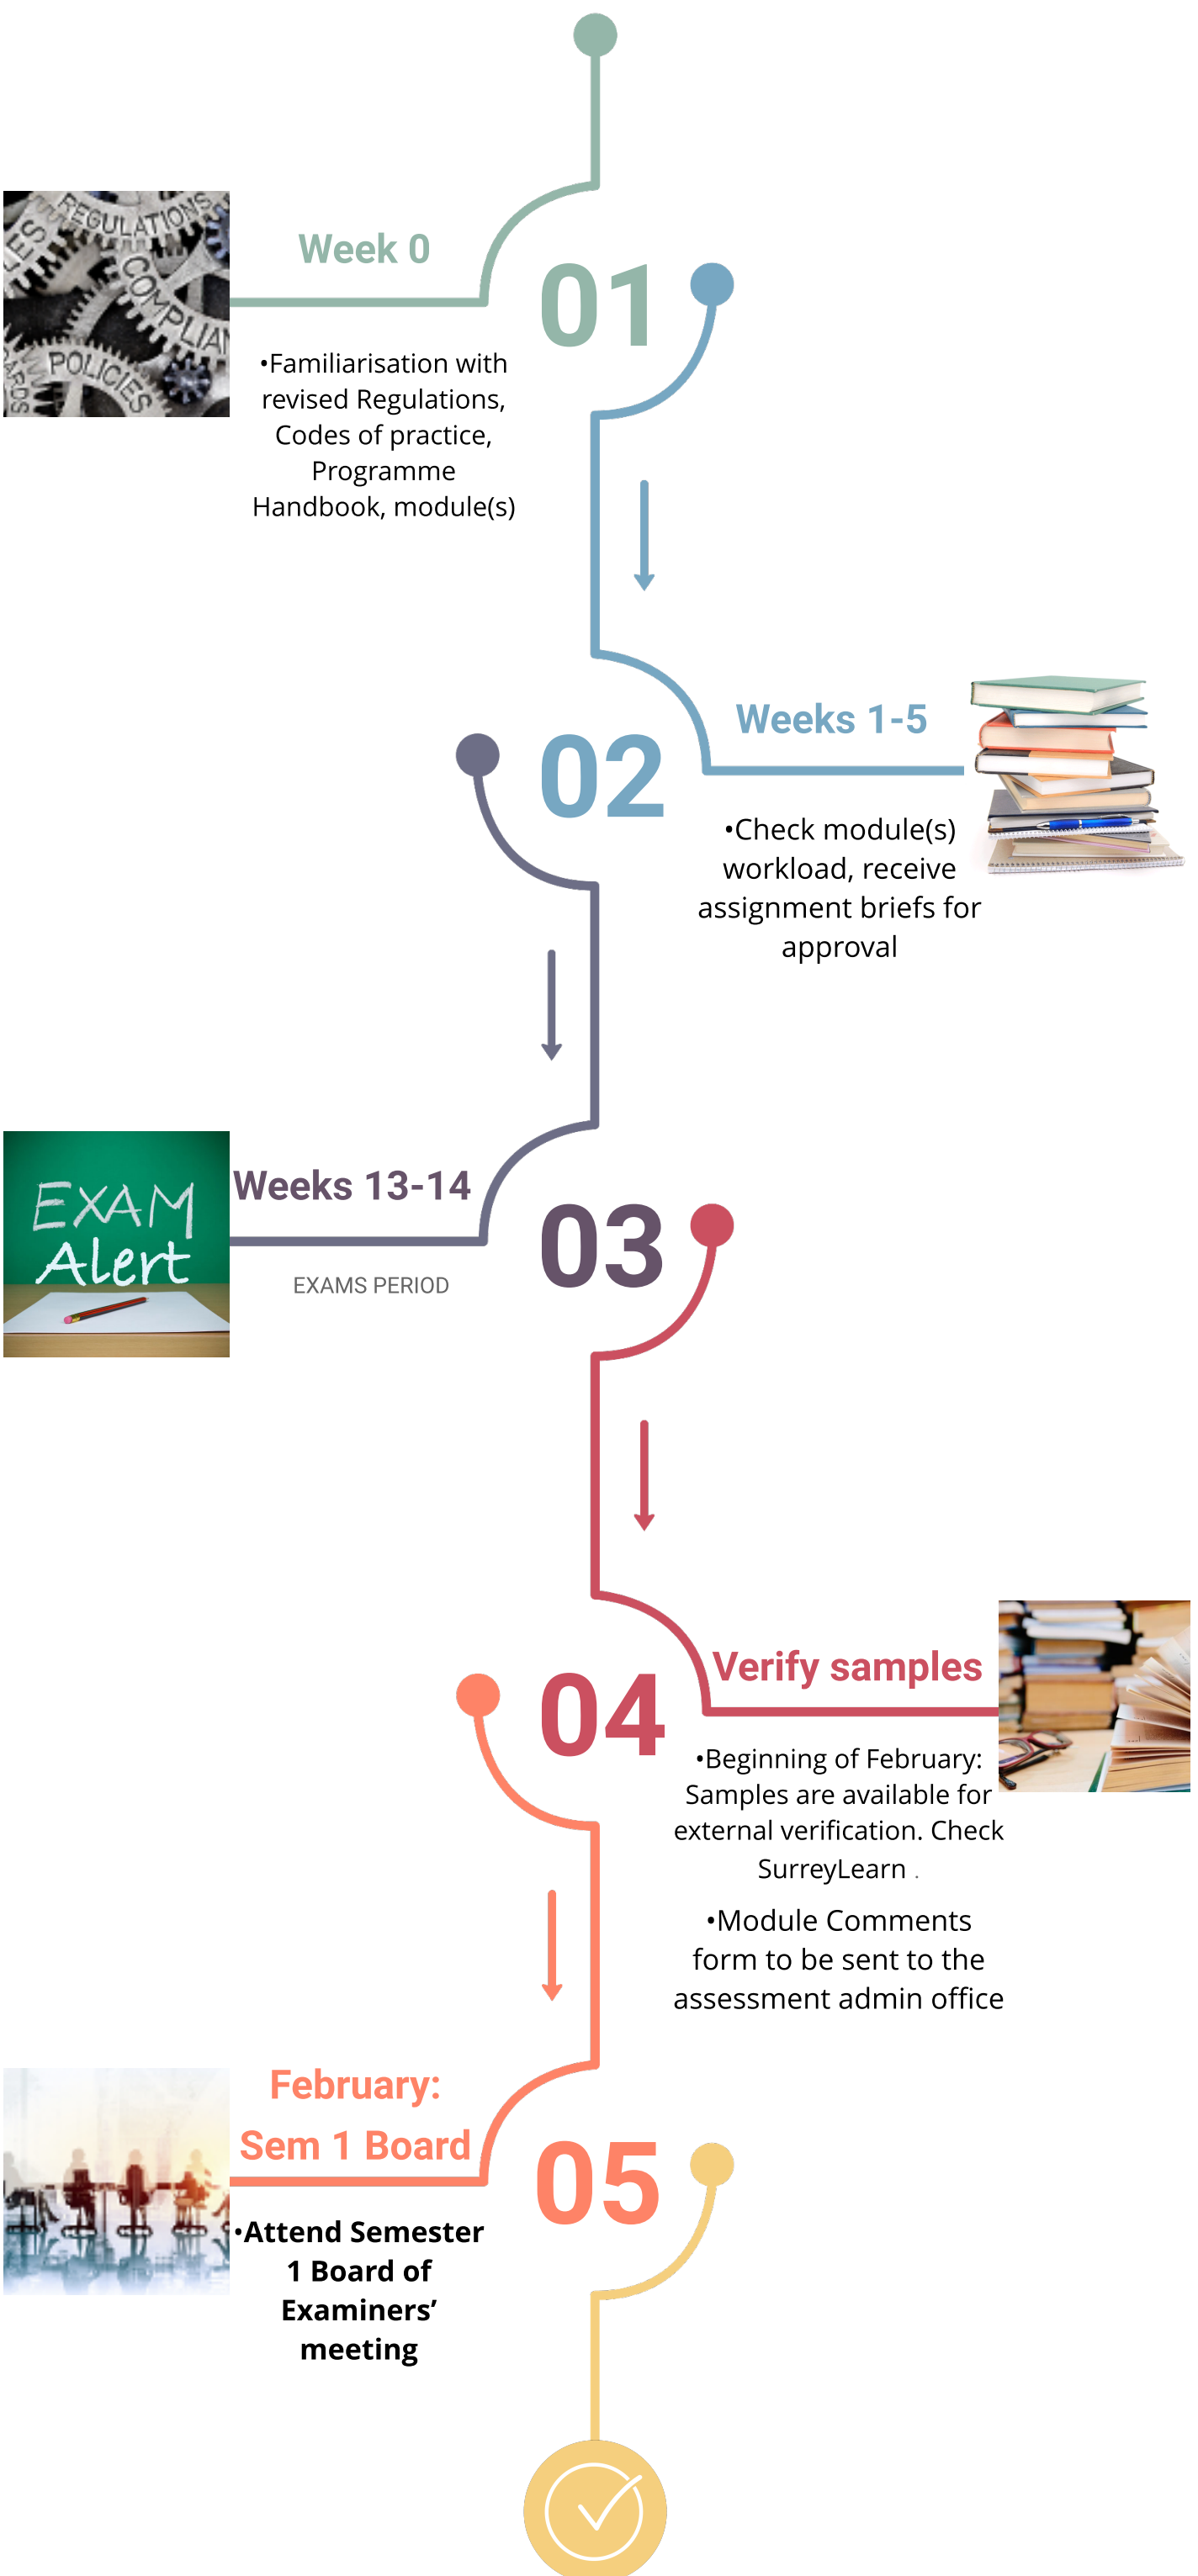 REGULATIONS
COMPLIAN
POLICIES
Week 0
01
•Familiarisation with
revised Regulations,
Codes of practice,
Programme
Handbook, module(s)
Weeks 1-5
02
•Check module(s)
workload, receive
assignment briefs for
approval
EXAM
Alert
Weeks 13-14
03
EXAMS PERIOD
Verify samples
04
•Beginning of February:
Samples are available for
external verification. Check
SurreyLearn .
•Module Comments
form to be sent to the
assessment admin office
February:
Sem 1 Board
05
•Attend Semester
1 Board of
Examiners’
meeting